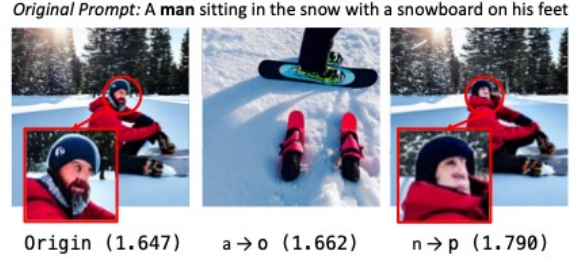 Original Prompt: A man sitting in the snow with a snowboard on his feet
Origin (1.647) a→o (1.662) n→p (1.790)